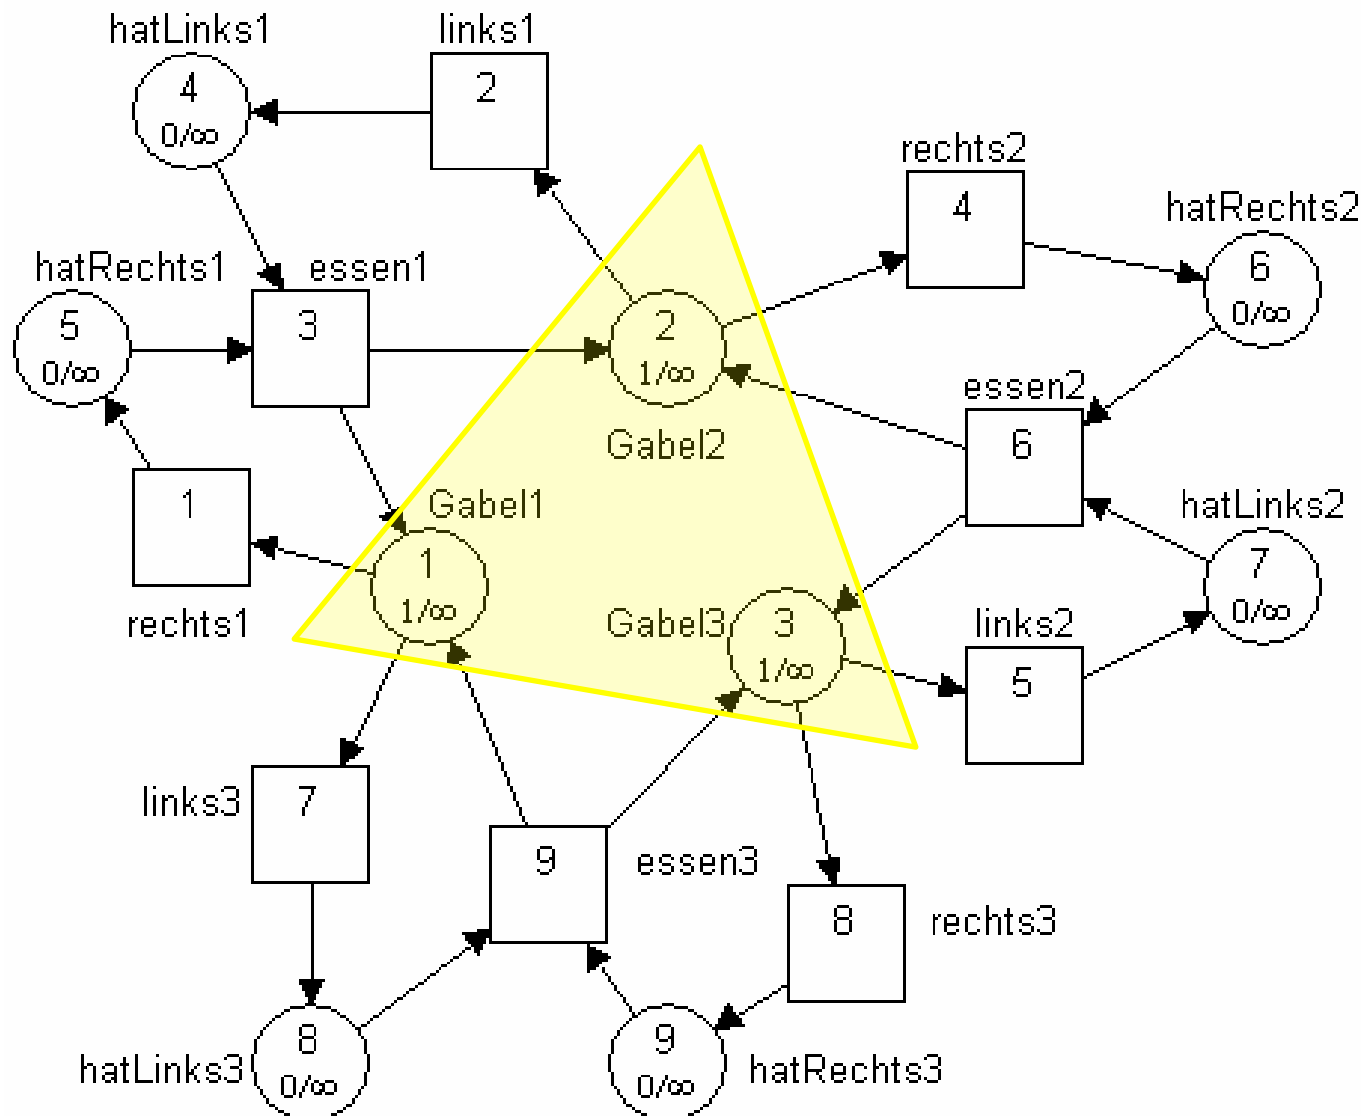 hatLinks1
links1
4
0/∞
2
rechts2
4
hatRechts2
6
0/∞
hatRechts1
essen1
5
0/∞
3
2
1/∞
Gabel2
essen2
6
1
rechts1
Gabel1
1
1/∞
hatLinks2
7
0/∞
Gabel3
3
1/∞
links2
5
links3
7
9
essen3
8
rechts3
hatLinks3
8
0/∞
9
0/∞
hatRechts3